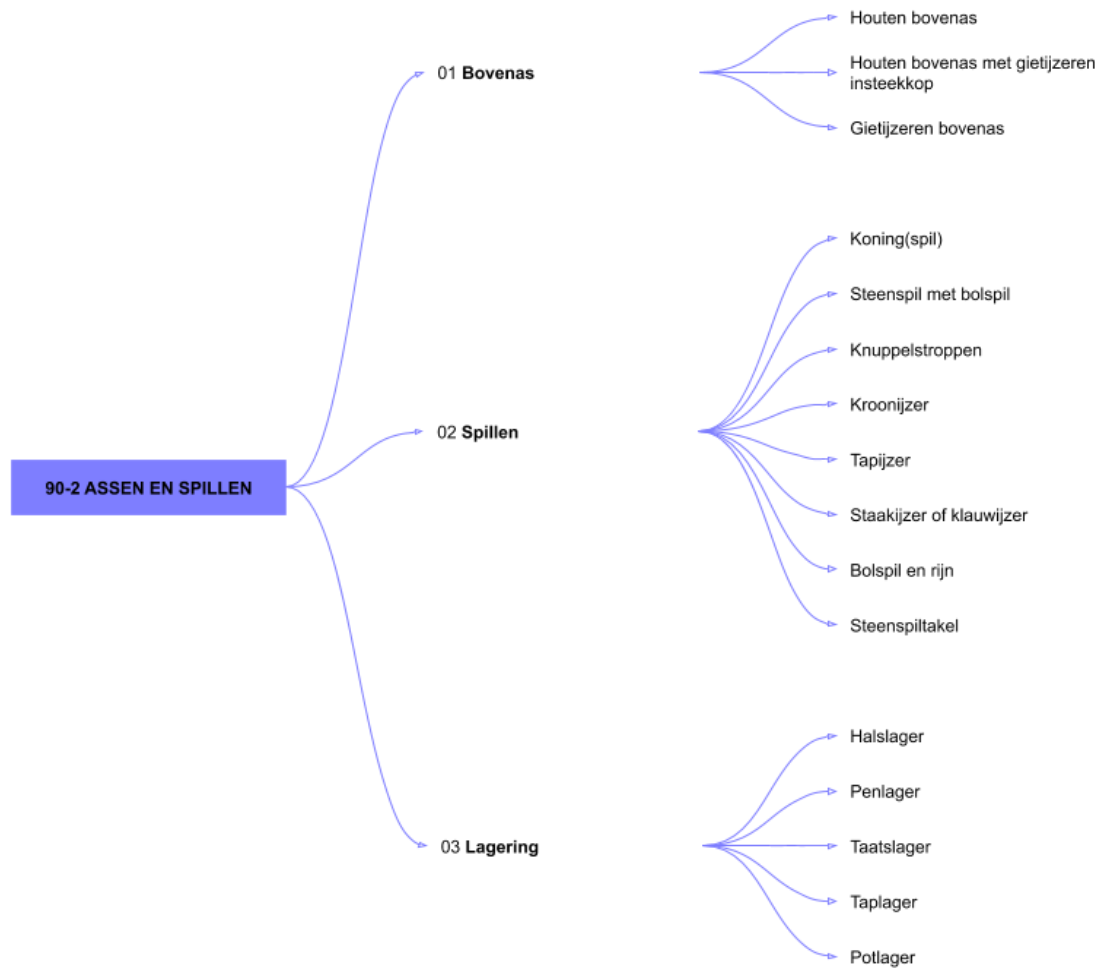 90-2 ASSEN EN SPILLEN
01 Bovenas
Houten bovenas
Houten bovenas met gietijzeren
insteekkop
Gietijzeren bovenas
02 Spillen
Koning(spil)
Steenspil met bolspil
Knuppelstroppen
Kroonijzer
Tapijzer
Staakijzer of klauwijzer
Bolspil en rijn
Steenspiltakel
03 Lagering
Halslager
Penlager
Taatslager
Taplager
Potlager